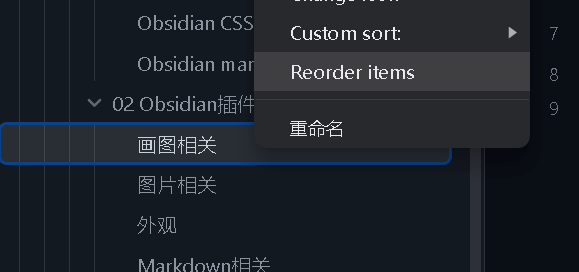 Obsidian CSS
Obsidian mar
02 Obsidian插件
画图相关
图片相关
外观
Markdown相关
Custom sort:
Reorder items
重命名
7
8
9